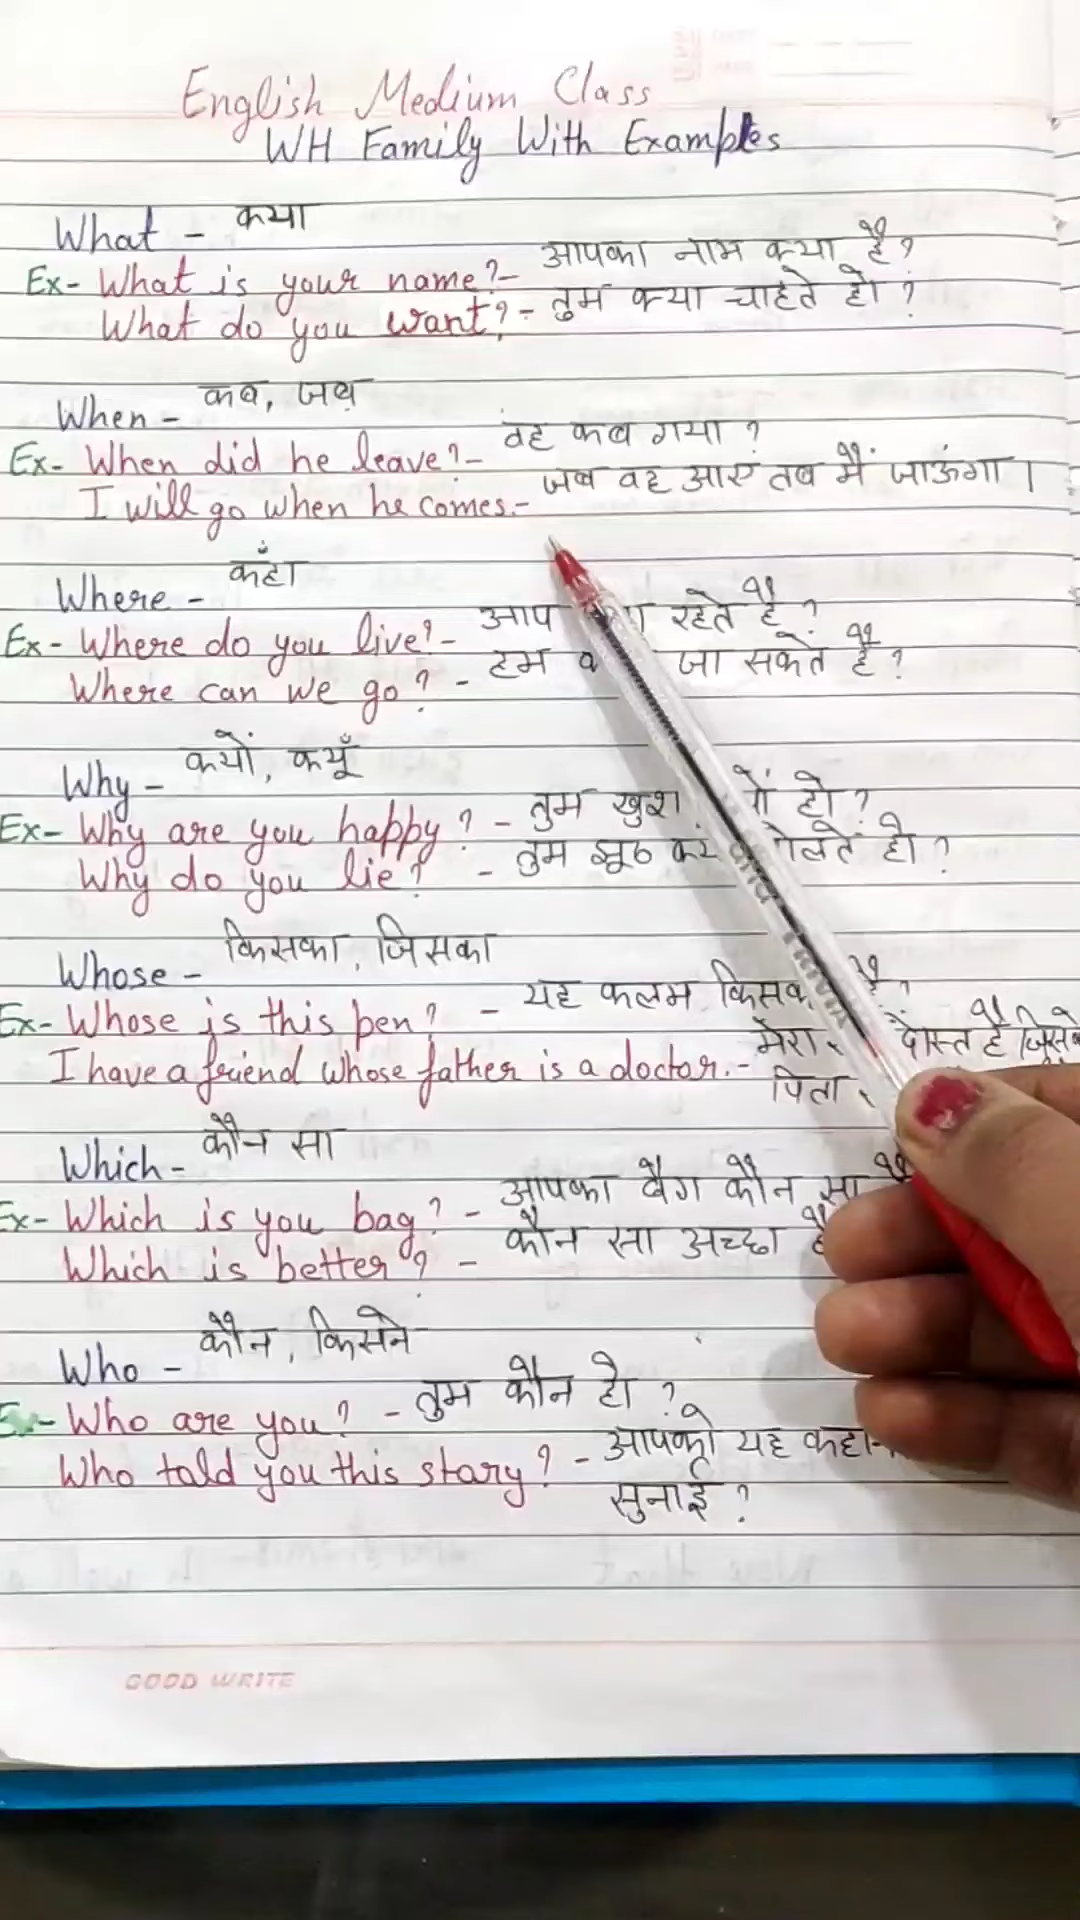 English Medium Class
WH Family With Examples
What - क्या
Ex- What is your name?- आपका नाम क्या है?
What do you want?- तुम क्या चाहते हो?
When - कब, जब
Ex- When did he leave?- वह कब गया?
I will go when he comes.- जब वह आए तब मैं जाऊंगा।
Where - कहाँ
Ex- Where do you live?- आप रहेते है?
Where can we go? - हम जा सकते है?
Why - क्यों, क्यूँ
Ex- Why are you happy? - तुम खुश हो?
Why do you lie? - तुम झूठ हो?
Whose - किसका, जिसका
Ex- Whose is this pen? - यह कलम है?
I have a friend whose father is a doctor.- मेरा दोस्त है
पिता
Which - कौन सा
Ex- Which is you bag? - आपका बैग कौन सा
Which is better? - कौन सा अच्छा
Who - कौन, किसने
Ex- Who are you? - तुम कौन हो?
Who told you this story? - आपको यह
सुनाई?
GOOD WRITE